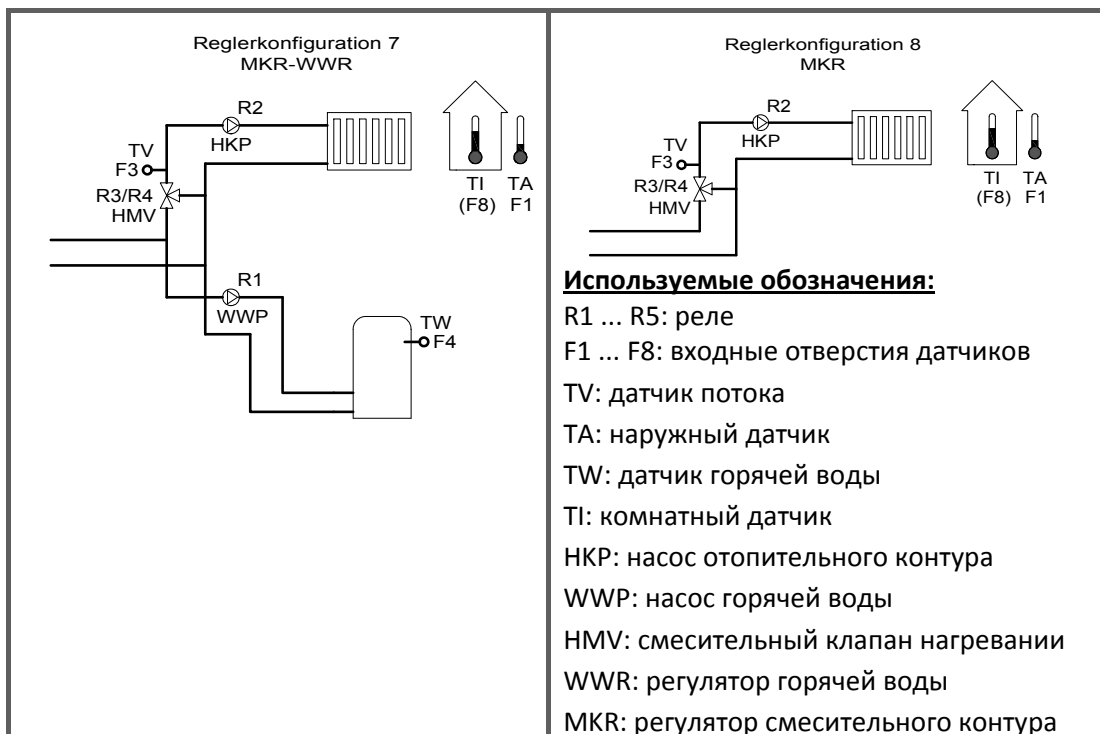 Reglerkonfiguration 7
MKR-WWR
R2
HKP
TV
F3
R3/R4
HMV
TI
(F8)
TA
F1
R1
WWP
TW
F4
Reglerkonfiguration 8
MKR
R2
HKP
TV
F3
R3/R4
HMV
TI
(F8)
TA
F1
Используемые обозначения:
R1 ... R5: реле
F1 ... F8: входные отверстия датчиков
TV: датчик потока
TA: наружный датчик
TW: датчик горячей воды
TI: комнатный датчик
HKP: насос отопительного контура
WWP: насос горячей воды
HMV: смесительный клапан нагревании
WWR: регулятор горячей воды
MKR: регулятор смесительного контура